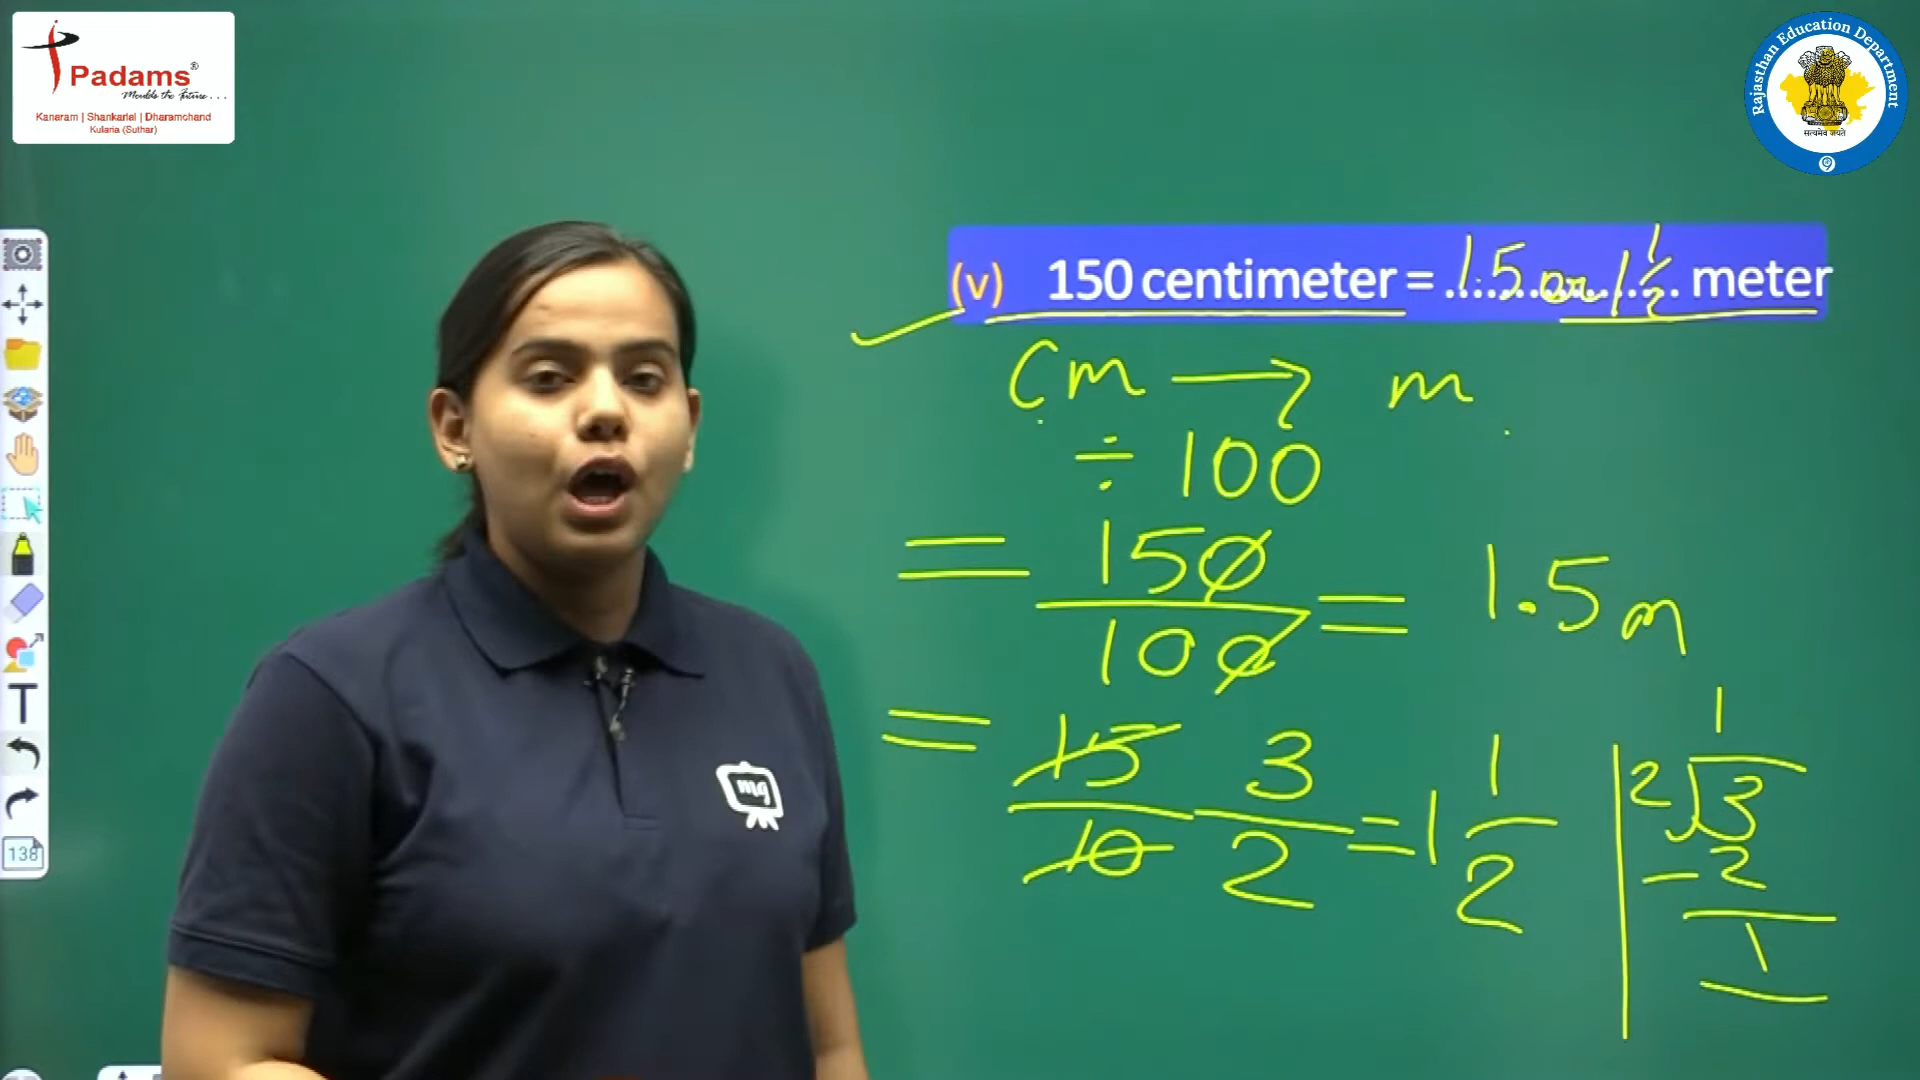 Padams®
Moulds the Future...
Kanaram | Shankarlal | Dharamchand
Kularia (Suthar)
Rajasthan Education Department
सत्यमेव जयते
(v) 150 centimeter = 1.5 or 1 1/2 meter
Cm → m
÷ 100
= 150/100 = 1.5 m
= 15/10 3/2 = 1 1/2
1
2 3
- 2
1
mg
T
138